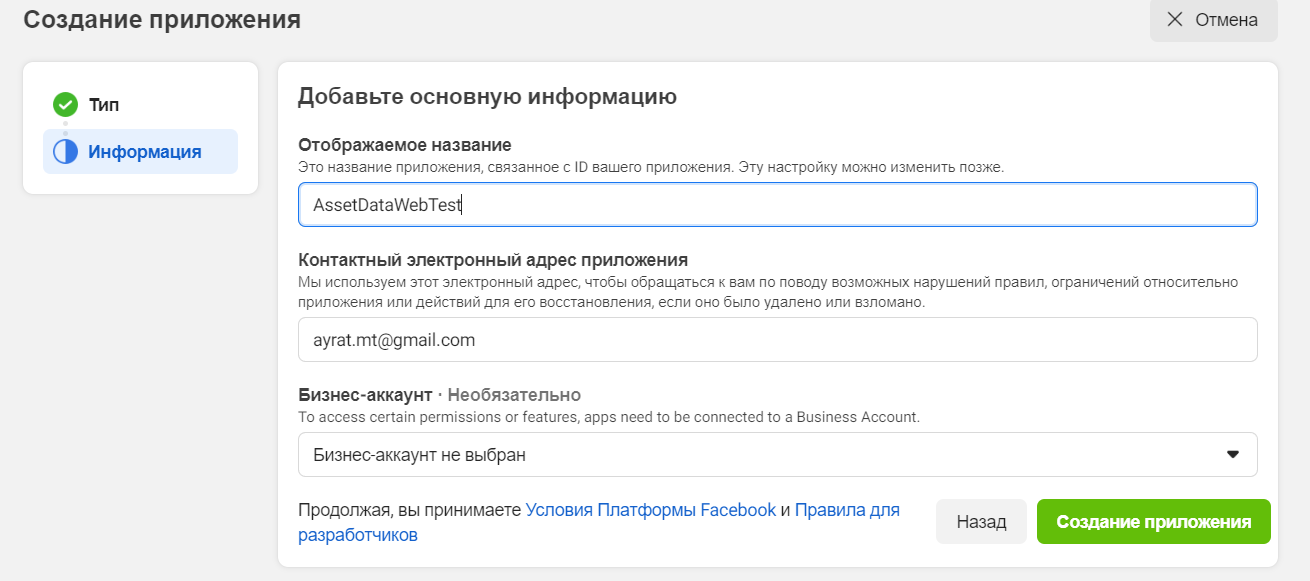 Создание приложения
Отмена
Тип
Информация
Добавьте основную информацию
Отображаемое название
Это название приложения, связанное с ID вашего приложения. Эту настройку можно изменить позже.
AssetDataWebTest
Контактный электронный адрес приложения
Мы используем этот электронный адрес, чтобы обращаться к вам по поводу возможных нарушений правил, ограничений относительно
приложения или действий для его восстановления, если оно было удалено или взломано.
ayrat.mt@gmail.com
Бизнес-аккаунт · Необязательно
To access certain permissions or features, apps need to be connected to a Business Account.
Бизнес-аккаунт не выбран
Продолжая, вы принимаете Условия Платформы Facebook и Правила для
разработчиков
Назад
Создание приложения